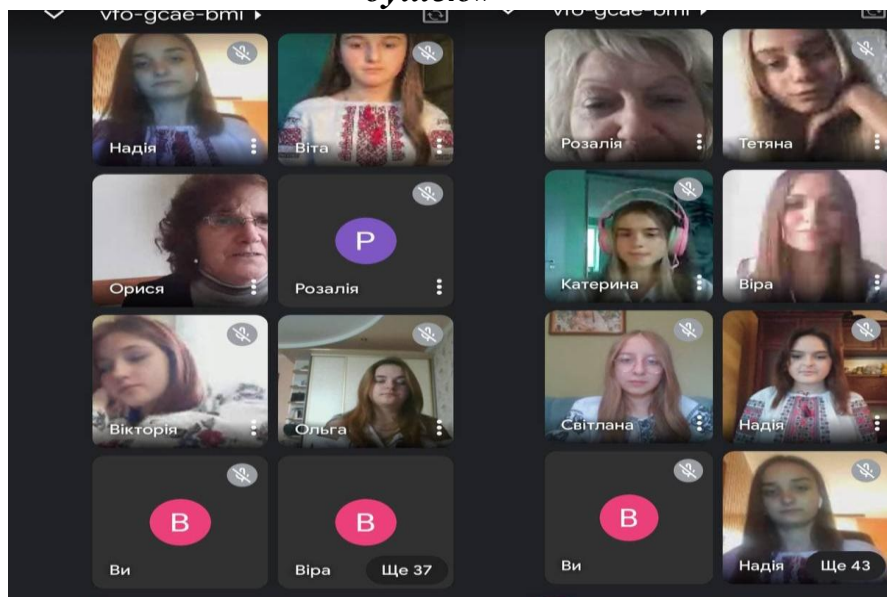 vfo-gcae-bmi
vfo-gcae-bmi
Надія
Віта
Орися
Р
Розалія
Вікторія
Ольга
В
Ви
В
Віра
Ще 37
Розалія
Тетяна
Катерина
Віра
Світлана
Надія
В
Ви
Надія
Ще 43